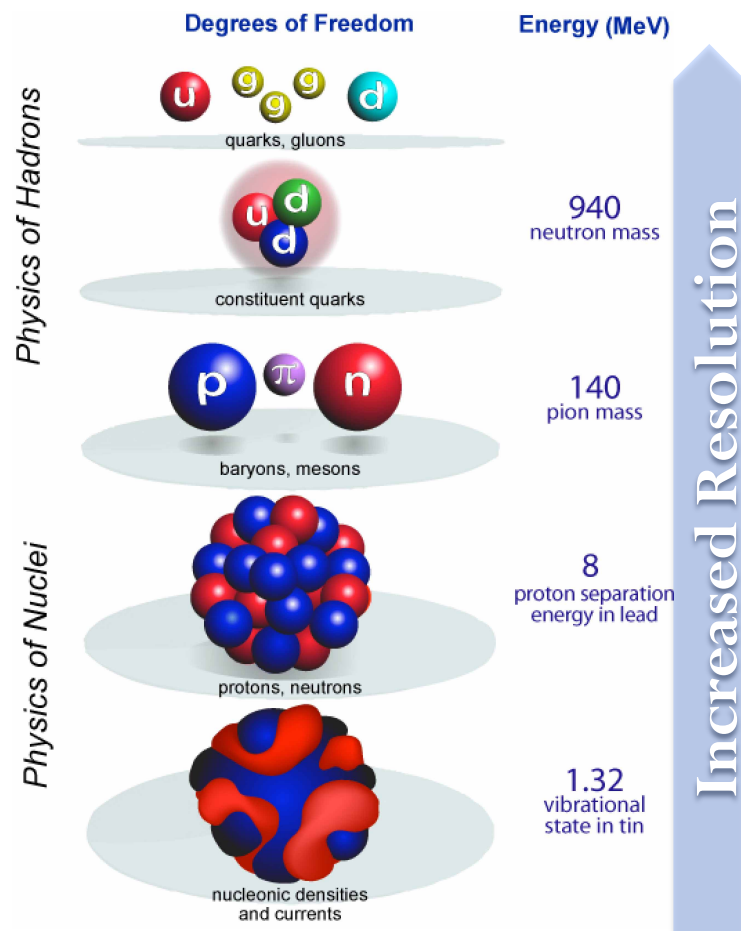 Degrees of Freedom
Energy (MeV)
Physics of Hadrons
u g g g d
quarks, gluons
u d d
constituent quarks
940
neutron mass
p π n
baryons, mesons
140
pion mass
Physics of Nuclei
protons, neutrons
8
proton separation
energy in lead
nucleonic densities
and currents
1.32
vibrational
state in tin
Increased Resolution